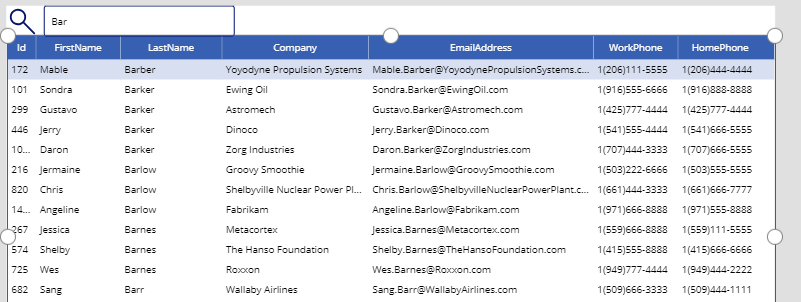 Bar
Id FirstName LastName Company EmailAddress WorkPhone HomePhone
172 Mable Barber Yoyodyne Propulsion Systems Mable.Barber@YoyodynePropulsionSystems.c... 1(206)111-5555 1(206)444-4444
101 Sondra Barker Ewing Oil Sondra.Barker@EwingOil.com 1(916)555-6666 1(916)888-8888
299 Gustavo Barker Astromech Gustavo.Barker@Astromech.com 1(425)777-4444 1(425)777-4444
446 Jerry Barker Dinoco Jerry.Barker@Dinoco.com 1(541)555-4444 1(541)666-5555
10... Daron Barker Zorg Industries Daron.Barker@ZorgIndustries.com 1(707)444-3333 1(707)666-5555
216 Jermaine Barlow Groovy Smoothie Jermaine.Barlow@GroovySmoothie.com 1(503)222-6666 1(503)555-5555
820 Chris Barlow Shelbyville Nuclear Power Pl... Chris.Barlow@ShelbyvilleNuclearPowerPlant.c... 1(661)444-3333 1(661)666-7777
14... Angeline Barlow Fabrikam Angeline.Barlow@Fabrikam.com 1(971)666-8888 1(971)555-8888
267 Jessica Barnes Metacortex Jessica.Barnes@Metacortex.com 1(559)666-8888 1(559)111-5555
574 Shelby Barnes The Hanso Foundation Shelby.Barnes@TheHansoFoundation.com 1(415)555-8888 1(415)666-6666
725 Wes Barnes Roxxon Wes.Barnes@Roxxon.com 1(949)777-4444 1(949)444-2222
682 Sang Barr Wallaby Airlines Sang.Barr@WallabyAirlines.com 1(509)666-3333 1(509)444-1111